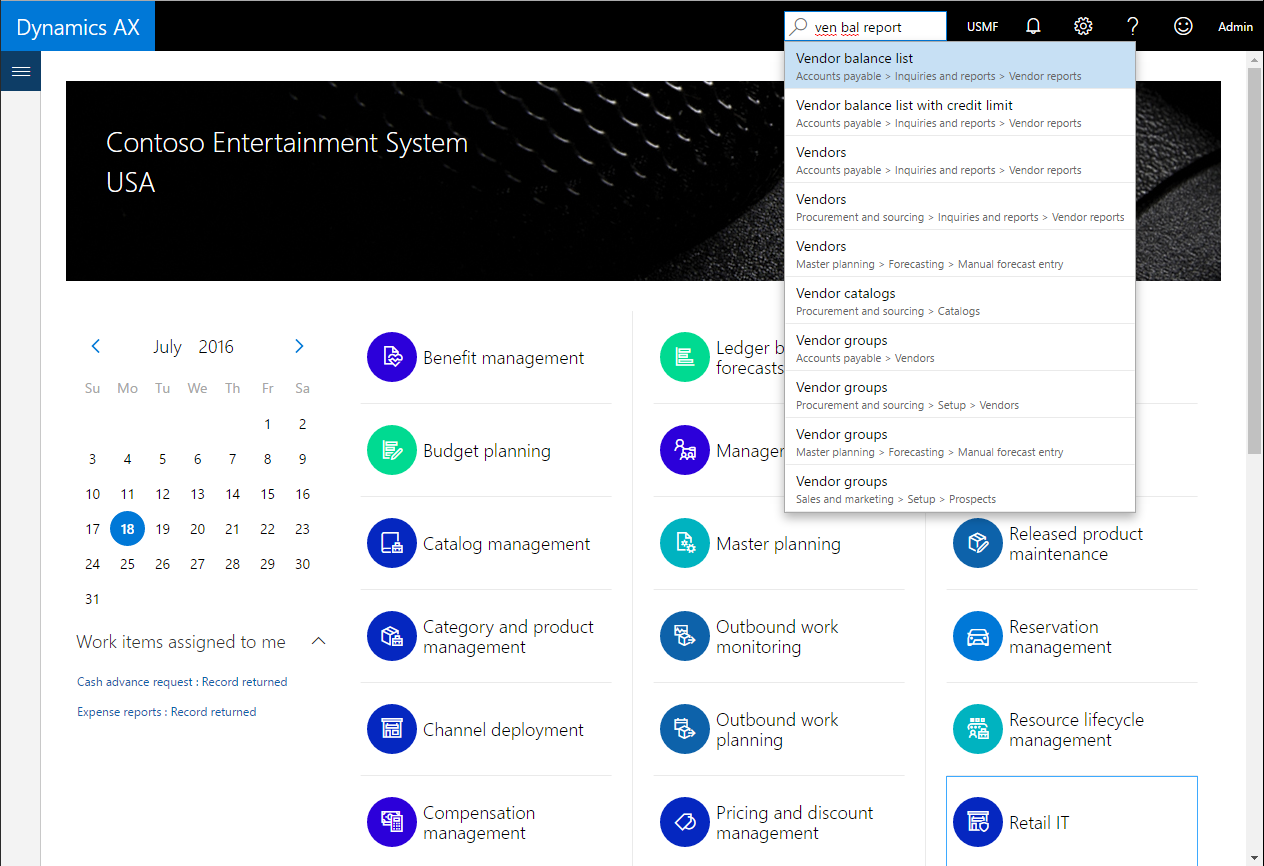 Dynamics AX
ven bal report
USMF
Admin
Vendor balance list
Accounts payable > Inquiries and reports > Vendor reports
Vendor balance list with credit limit
Accounts payable > Inquiries and reports > Vendor reports
Vendors
Accounts payable > Inquiries and reports > Vendor reports
Vendors
Procurement and sourcing > Inquiries and reports > Vendor reports
Vendors
Master planning > Forecasting > Manual forecast entry
Vendor catalogs
Procurement and sourcing > Catalogs
Vendor groups
Accounts payable > Vendors
Vendor groups
Procurement and sourcing > Setup > Vendors
Vendor groups
Master planning > Forecasting > Manual forecast entry
Vendor groups
Sales and marketing > Setup > Prospects
Contoso Entertainment System
USA
July 2016
Su Mo Tu We Th Fr Sa
1 2
3 4 5 6 7 8 9
10 11 12 13 14 15 16
17 18 19 20 21 22 23
24 25 26 27 28 29 30
31
Work items assigned to me
Cash advance request : Record returned
Expense reports : Record returned
Benefit management
Budget planning
Catalog management
Category and product
management
Channel deployment
Compensation
management
Ledger b
forecasts
Manager
Master planning
Outbound work
monitoring
Outbound work
planning
Pricing and discount
management
Released product
maintenance
Reservation
management
Resource lifecycle
management
Retail IT